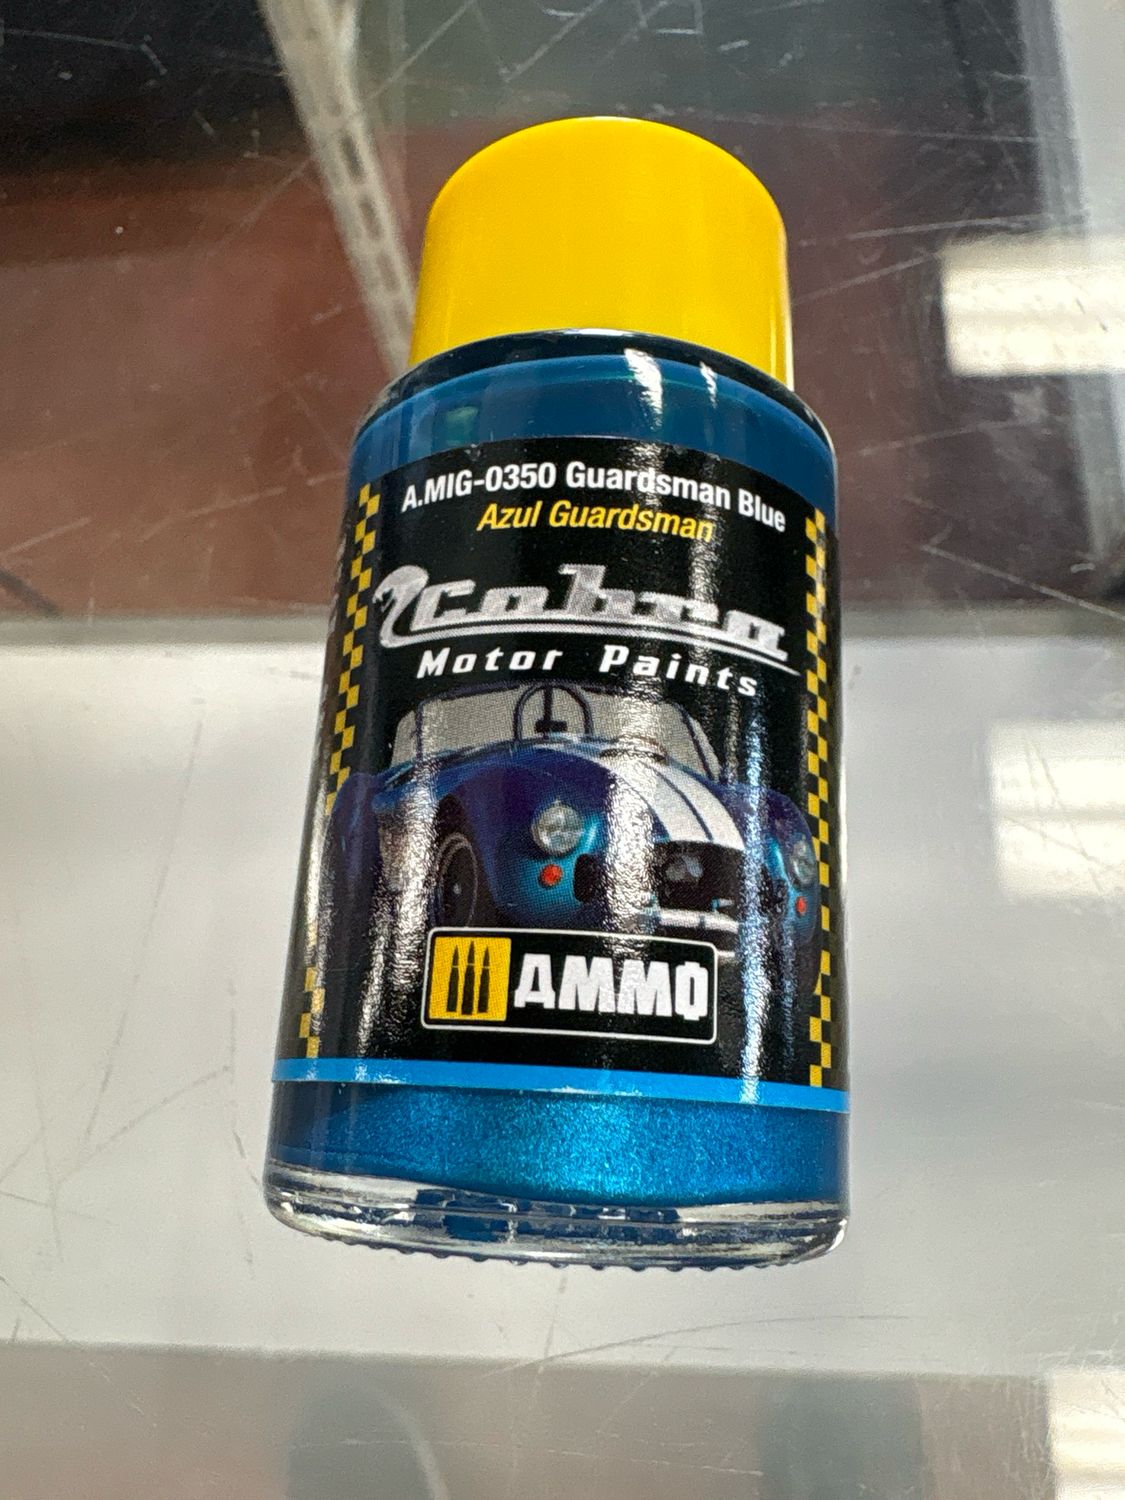 A.MIG-0350 Guardsman Blue
Azul Guardsman
Cobra
Motor Paints
AMMO